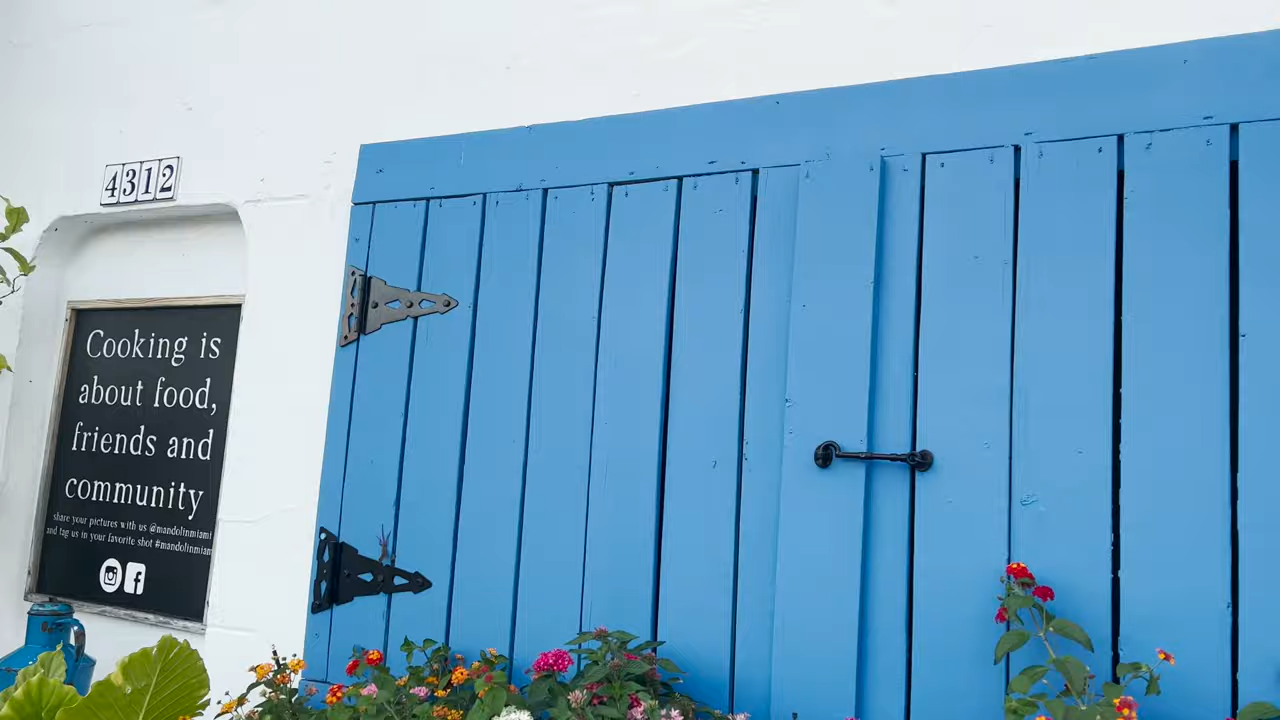 4312
Cooking is
about food,
friends and
community
share your pictures with us @mandolinmiami
and tag us in your favorite shot #mandolinmiami